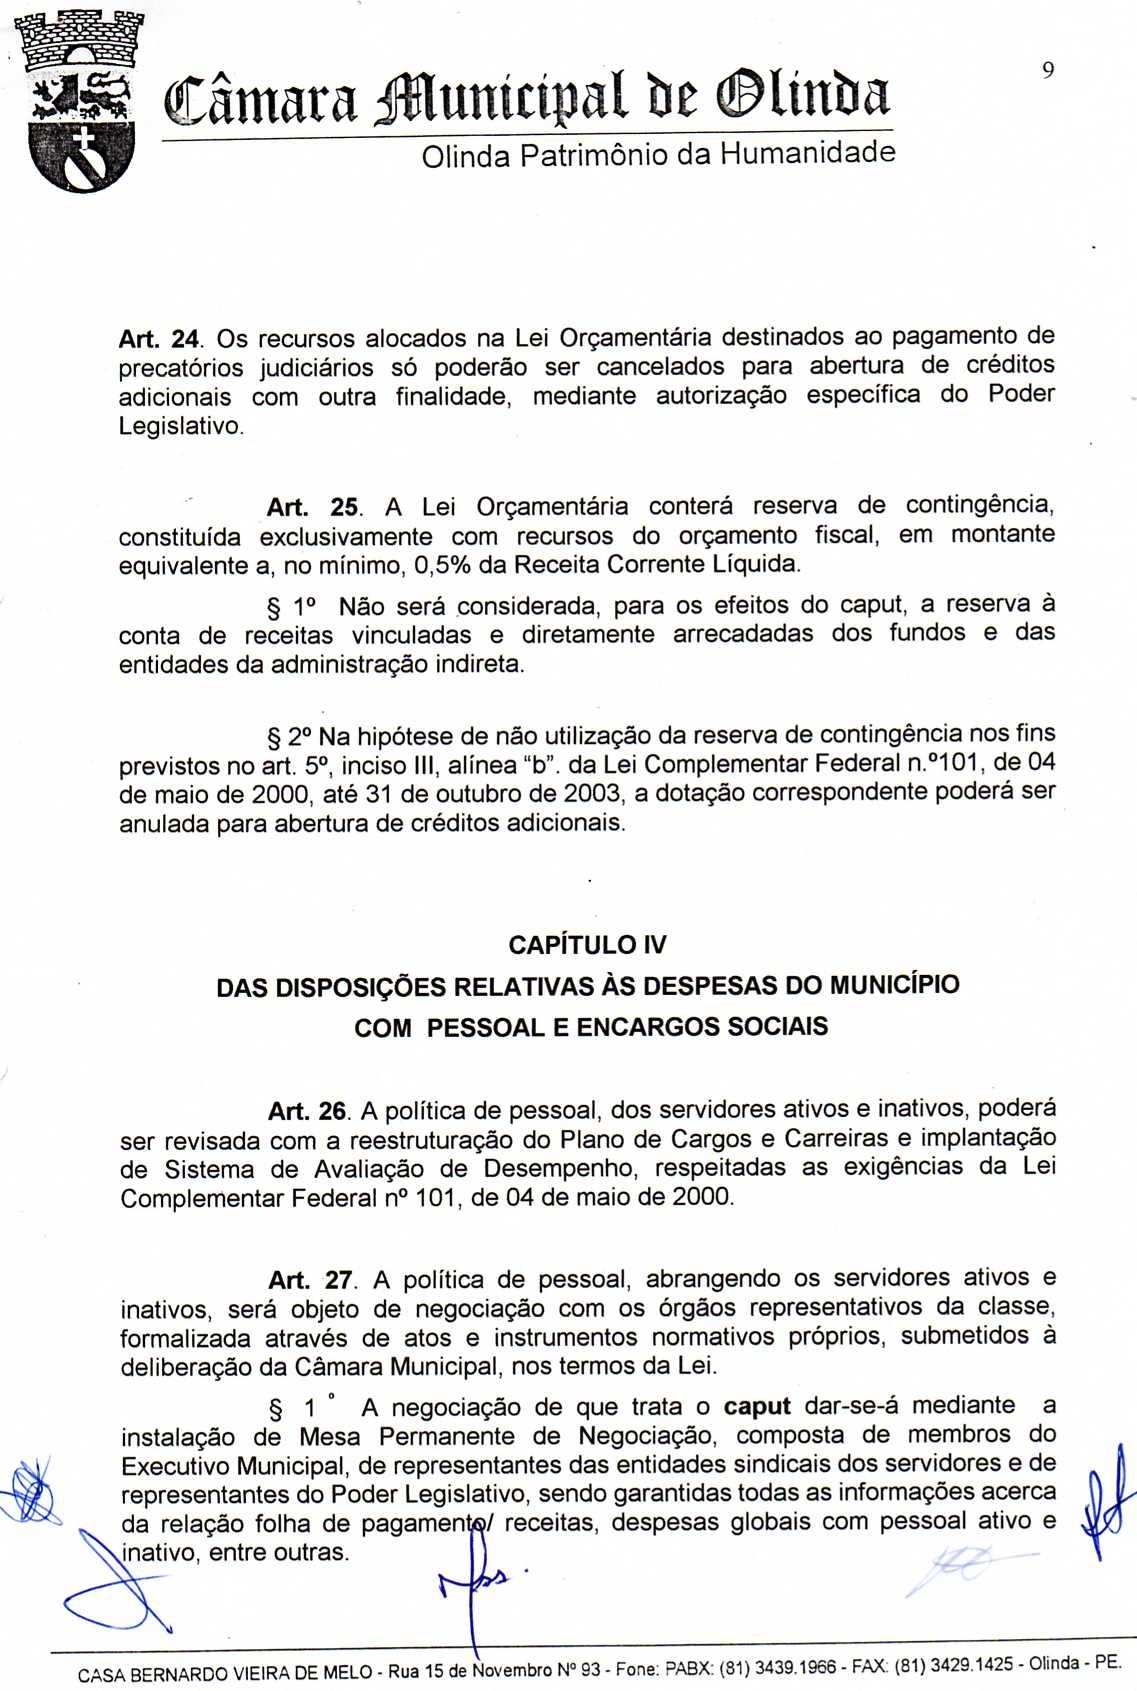 9
Câmara Municipal de Olinda
Olinda Patrimônio da Humanidade
Art. 24. Os recursos alocados na Lei Orçamentária destinados ao pagamento de
precatórios judiciários só poderão ser cancelados para abertura de créditos
adicionais com outra finalidade, mediante autorização específica do Poder
Legislativo.
Art. 25. A Lei Orçamentária conterá reserva de contingência,
constituída exclusivamente com recursos do orçamento fiscal, em montante
equivalente a, no mínimo, 0,5% da Receita Corrente Líquida.
§ 1º Não será considerada, para os efeitos do caput, a reserva à
conta de receitas vinculadas e diretamente arrecadadas dos fundos e das
entidades da administração indireta.
§ 2º Na hipótese de não utilização da reserva de contingência nos fins
previstos no art. 5º, inciso III, alínea “b”. da Lei Complementar Federal n.º101, de 04
de maio de 2000, até 31 de outubro de 2003, a dotação correspondente poderá ser
anulada para abertura de créditos adicionais.
CAPÍTULO IV
DAS DISPOSIÇÕES RELATIVAS ÀS DESPESAS DO MUNICÍPIO
COM PESSOAL E ENCARGOS SOCIAIS
Art. 26. A política de pessoal, dos servidores ativos e inativos, poderá
ser revisada com a reestruturação do Plano de Cargos e Carreiras e implantação
de Sistema de Avaliação de Desempenho, respeitadas as exigências da Lei
Complementar Federal nº 101, de 04 de maio de 2000.
Art. 27. A política de pessoal, abrangendo os servidores ativos e
inativos, será objeto de negociação com os órgãos representativos da classe,
formalizada através de atos e instrumentos normativos próprios, submetidos à
deliberação da Câmara Municipal, nos termos da Lei.
§ 1º A negociação de que trata o caput dar-se-á mediante a
instalação de Mesa Permanente de Negociação, composta de membros do
Executivo Municipal, de representantes das entidades sindicais dos servidores e de
representantes do Poder Legislativo, sendo garantidas todas as informações acerca
da relação folha de pagamento/ receitas, despesas globais com pessoal ativo e
inativo, entre outras.
CASA BERNARDO VIEIRA DE MELO - Rua 15 de Novembro Nº 93 - Fone: PABX: (81) 3439.1966 - FAX: (81) 3429.1425 - Olinda - PE.